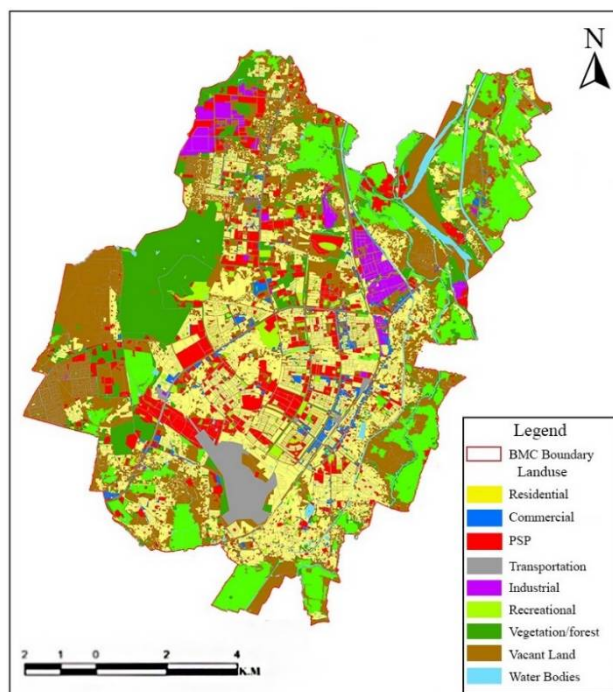 N
Legend
BMC Boundary
Landuse
Residential
Commercial
PSP
Transportation
Industrial
Recreational
Vegetation/forest
Vacant Land
Water Bodies
2 1 0 2 4
K.M